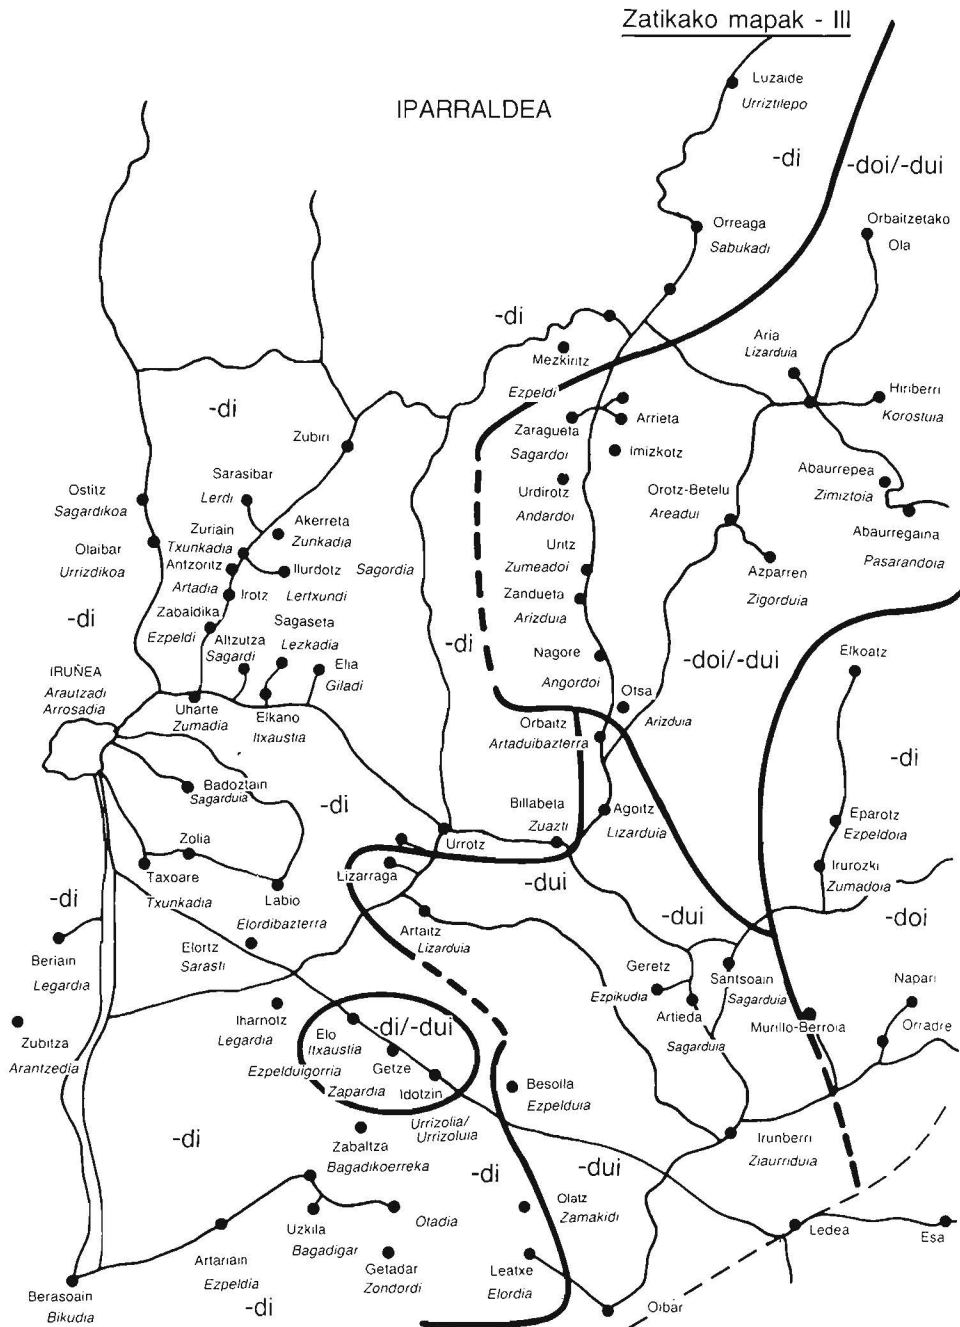 Zatikako mapak - III
IPARRALDEA
Luzaide
Urriztilepo
-di
-doi/-dui
Orreaga
Sabukadi
Orbaitzetako
Ola
-di
Mezkiritz
Ezpeldi
Aria
Lizarduia
Hiriberri
Korostuia
-di
Zubiri
Zaragueta
Sagardoi
Arrieta
Imizkotz
Urdirotz
Andardoi
Orotz-Betelu
Areadui
Abaurrepea
Zimiztoia
Abaurregaina
Pasarandoia
Ostitz
Sagardikoa
Sarasibar
Lerdi
Akerreta
Zunkadia
Zuriain
Txunkadia
Olaibar
Urrizdikoa
Antzoritz
Artadia
Ilurdotz
Lertxundi
Sagordia
Irotz
Uritz
Zumeadoi
Azparren
Zigorduia
Zandueta
Arizduia
-di
Zabaldika
Ezpeldi
Altzutza
Sagardi
Sagaseta
Lezkadia
Elia
Giladi
-di
-doi/-dui
Nagore
Angordoi
Elkoatz
IRUÑEA
Arautzadi
Arrosadia
Uharte
Zumadia
Elkano
Itxaustia
Otsa
Arizduia
Orbaitz
Artaduibazterra
-di
Badoztain
Sagarduia
-di
Billabeta
Zuazti
Agoitz
Lizarduia
Eparotz
Ezpeldoia
Zolia
Urrotz
Taxoare
Txunkadia
Lizarraga
-dui
Irurozki
Zumadoia
-di
Labio
Elordibazterra
-dui
-doi
Beriain
Legardia
Elortz
Sarasti
Artaitz
Lizarduia
Geretz
Ezpikudia
Santsoain
Sagarduia
Napari
Artieda
Sagarduia
Murillo-Berroia
Orradre
Zubitza
Arantzedia
Iharnotz
Legardia
-di/-dui
Elo
Itxaustia
Ezpelduigorria
Getze
Zapardia
Idotzin
Urrizolia/
Urrizoluia
Besolla
Ezpelduia
-di
Zabaltza
Bagadikoerreka
-di
-dui
Irunberri
Ziaurriduia
Uzkila
Bagadigar
Otadia
Olatz
Zamakidi
Ledea
Esa
Artariain
Ezpeldia
Getadar
Zondordi
Leatxe
Elordia
Berasoain
Bikudia
-di
Oibar